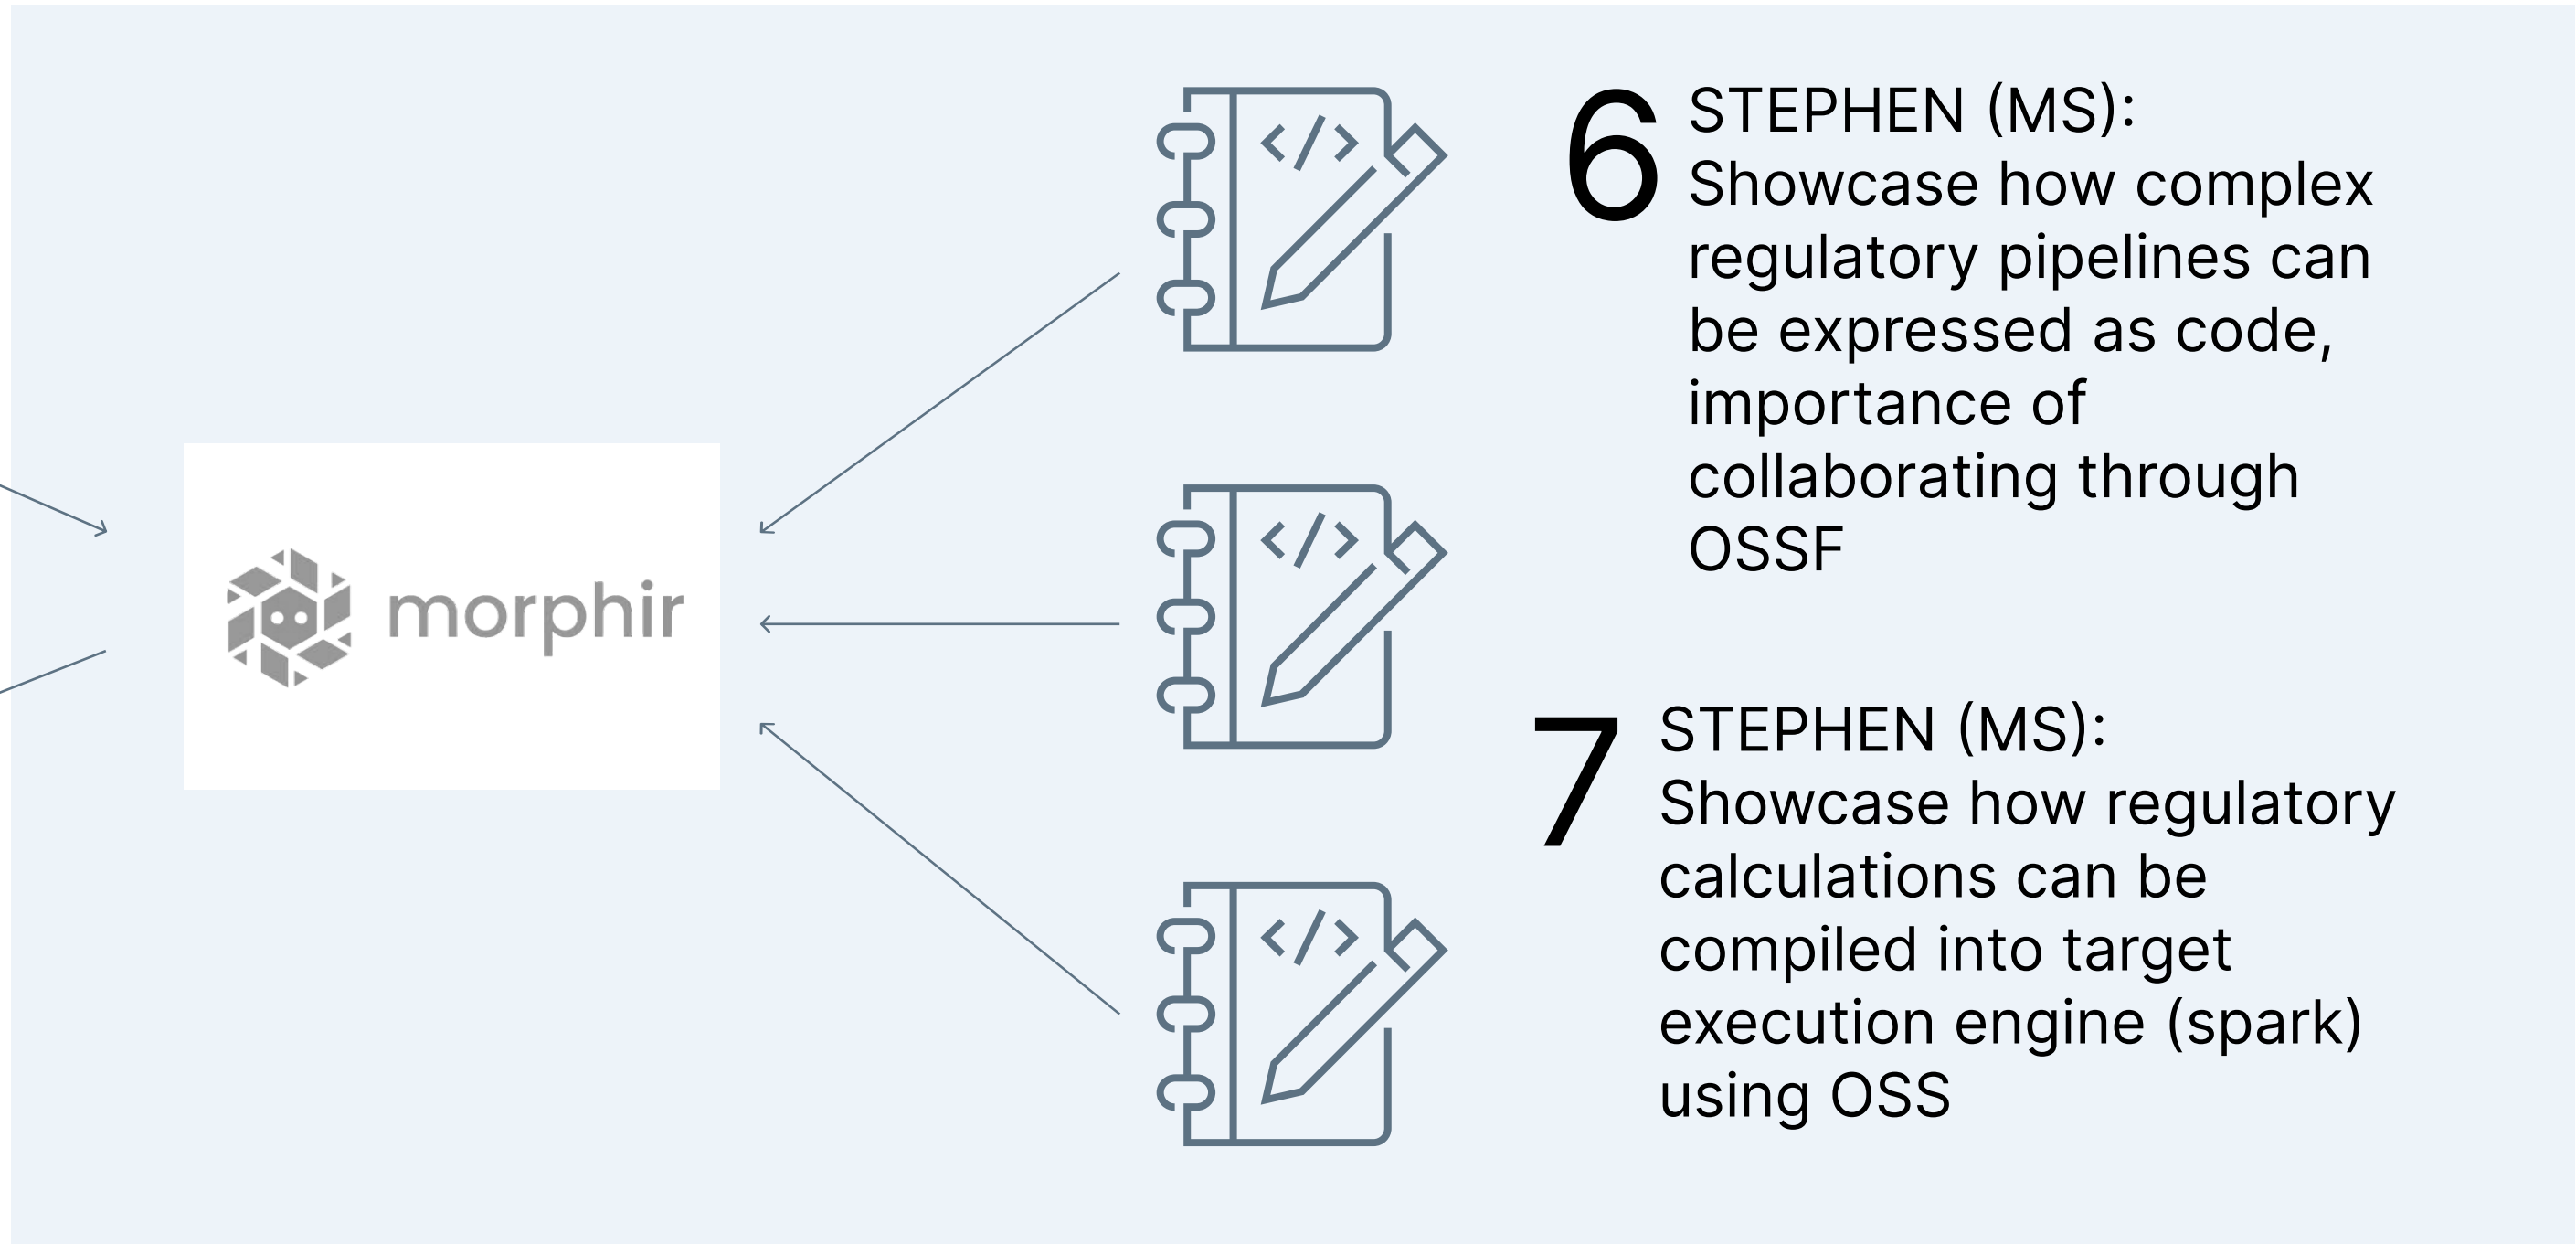 morphir
</>
</>
</>
6
STEPHEN (MS):
Showcase how complex
regulatory pipelines can
be expressed as code,
importance of
collaborating through
OSSF
7
STEPHEN (MS):
Showcase how regulatory
calculations can be
compiled into target
execution engine (spark)
using OSS